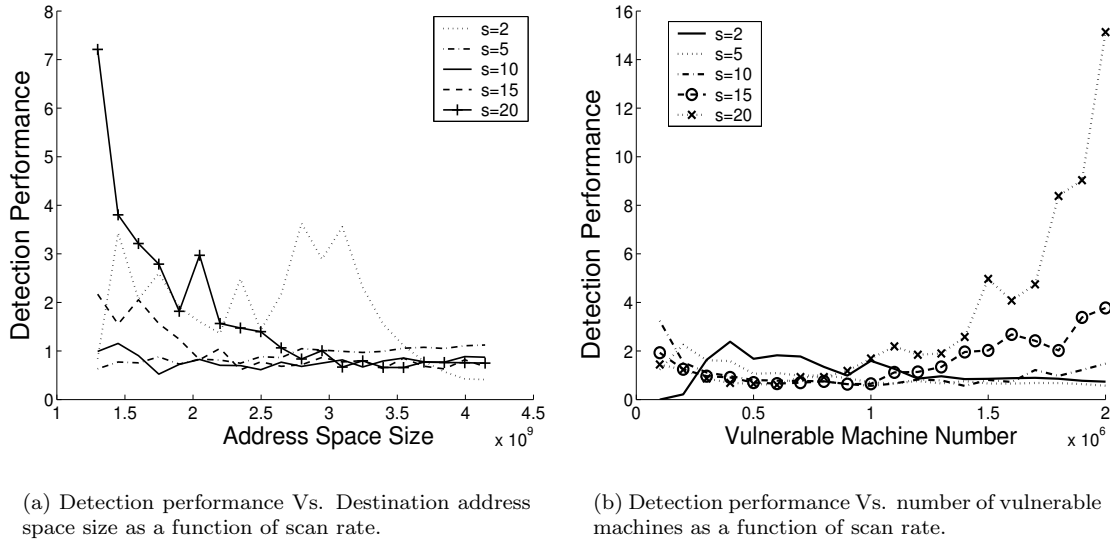 8
7
6
5
4
3
2
1
0
Detection Performance
s=2
s=5
s=10
s=15
s=20
1
1.5
2
2.5
3
3.5
4
4.5
Address Space Size
x 10^9
16
14
12
10
8
6
4
2
0
Detection Performance
s=2
s=5
s=10
s=15
s=20
0
0.5
1
1.5
2
Vulnerable Machine Number
x 10^6
(a) Detection performance Vs. Destination address
space size as a function of scan rate.
(b) Detection performance Vs. number of vulnerable
machines as a function of scan rate.